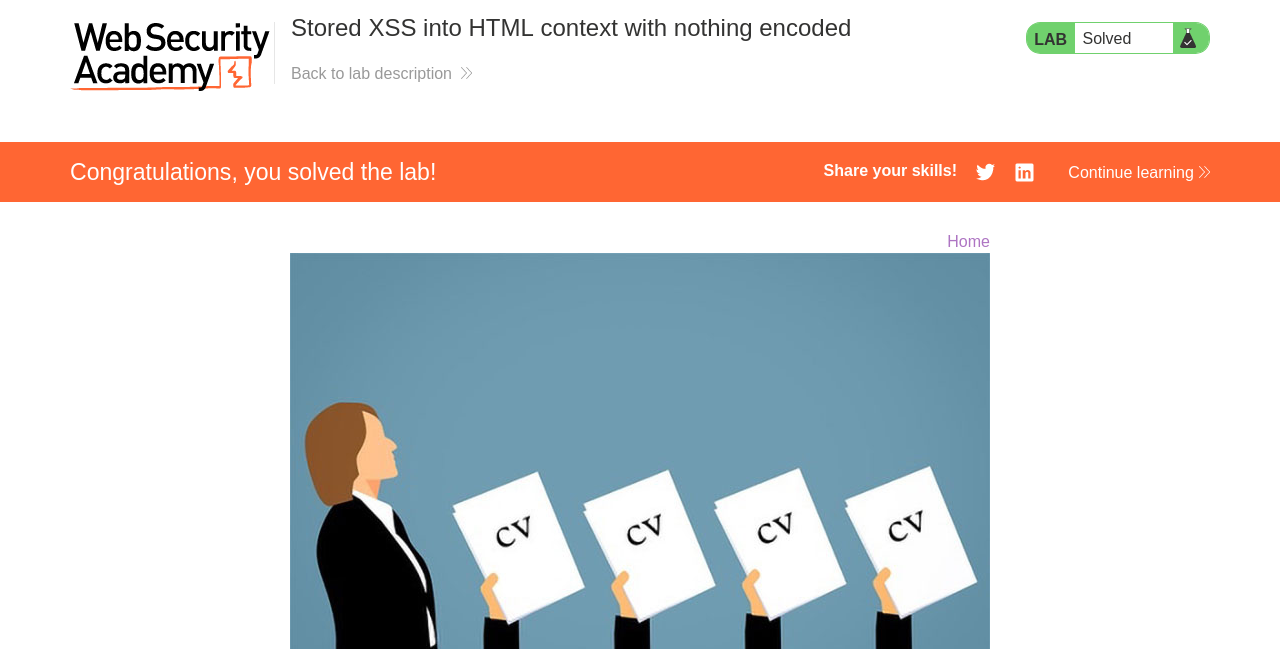 Web Security
Academy
Stored XSS into HTML context with nothing encoded
Back to lab description
LAB Solved
Congratulations, you solved the lab!
Share your skills!
Continue learning
Home
CV CV CV CV